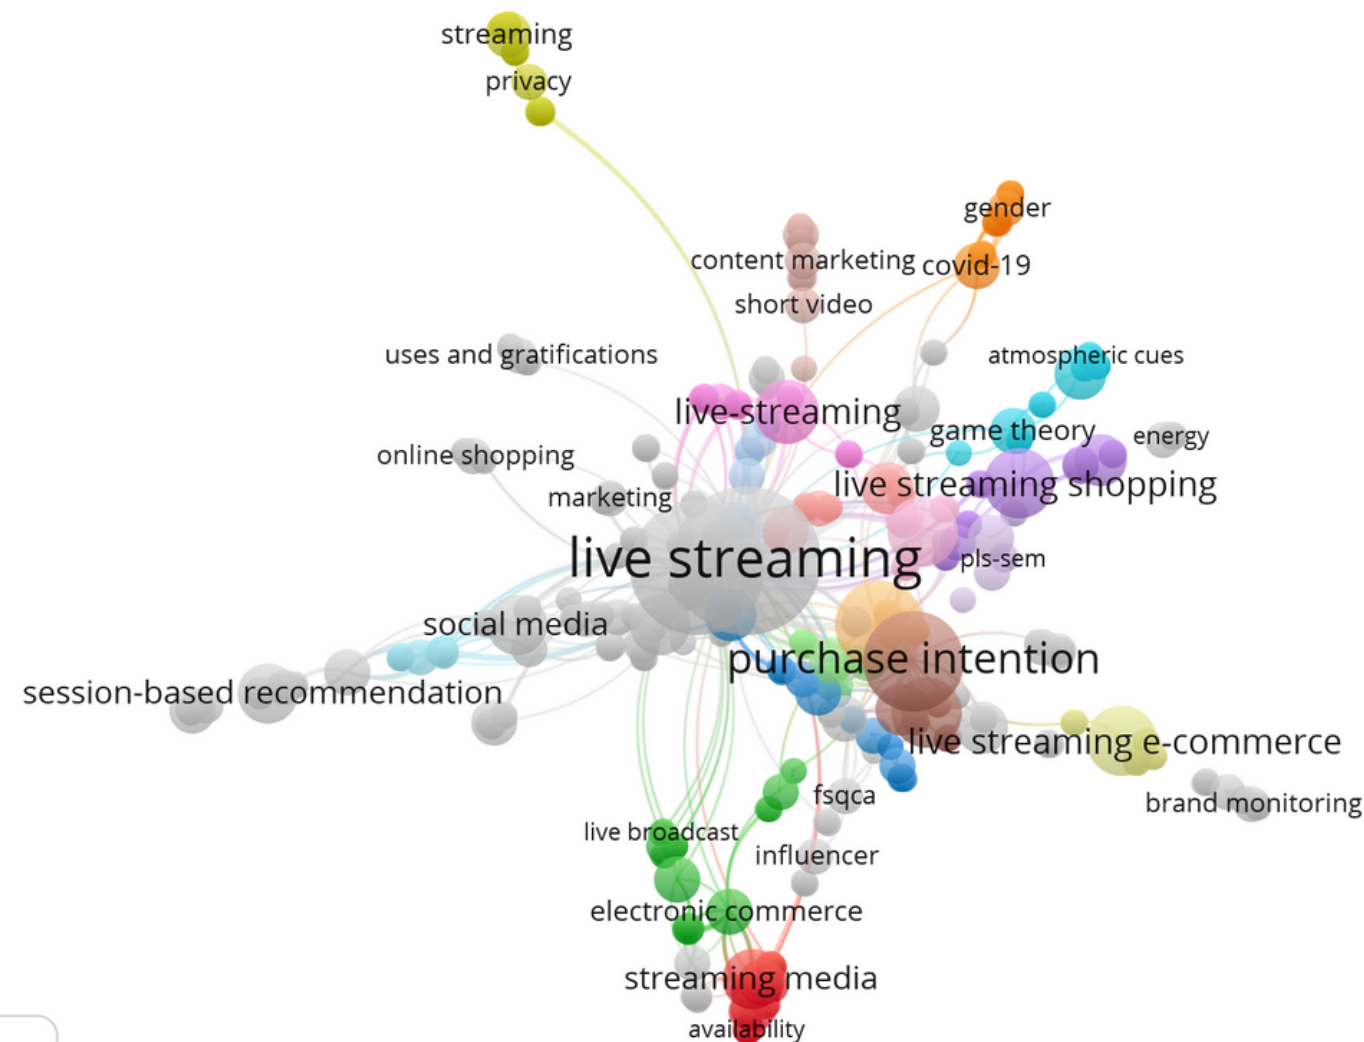 streaming
privacy
gender
content marketing
covid-19
short video
uses and gratifications
atmospheric cues
live-streaming
game theory
energy
online shopping
live streaming shopping
marketing
live streaming
pls-sem
social media
purchase intention
session-based recommendation
live streaming e-commerce
fsqca
brand monitoring
live broadcast
influencer
electronic commerce
streaming media
availability